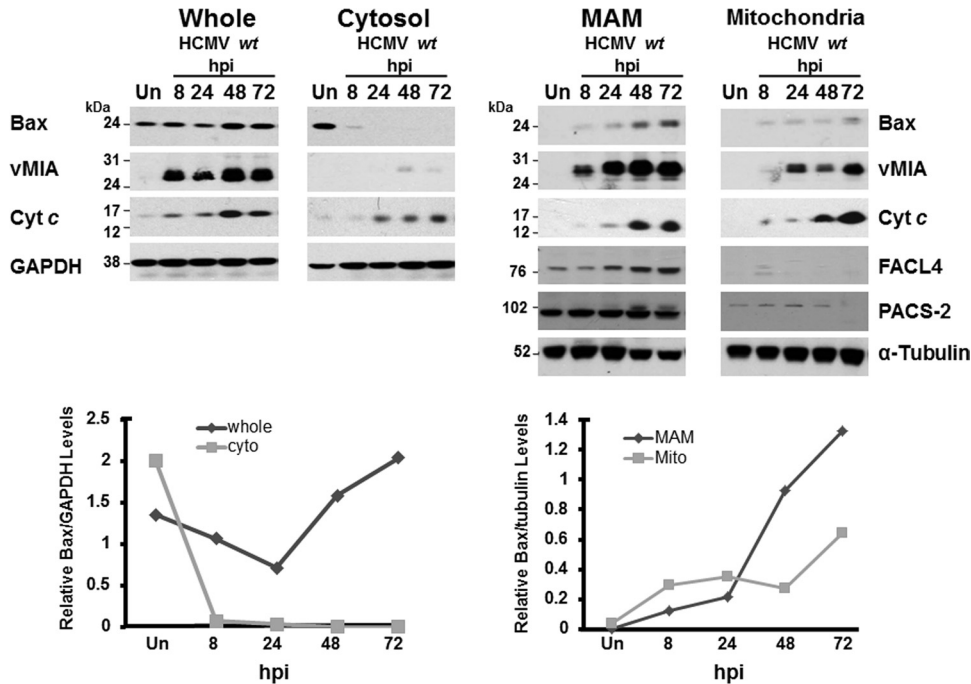 Whole Cytosol MAM Mitochondria
HCMV wt HCMV wt HCMV wt HCMV wt
hpi hpi hpi hpi
Un 8 24 48 72 Un 8 24 48 72 Un 8 24 48 72 Un 8 24 48 72
kDa kDa
Bax 24 24 Bax
vMIA 31 24 31 24 vMIA
Cyt c 17 12 17 12 Cyt c
GAPDH 38 76 FACL4
102 PACS-2
52 α-Tubulin
Relative Bax/GAPDH Levels
2.5
2
1.5
1
0.5
0
whole
cyto
Un 8 24 48 72
hpi
Relative Bax/tubulin Levels
1.4
1.2
1
0.8
0.6
0.4
0.2
0
MAM
Mito
Un 8 24 48 72
hpi